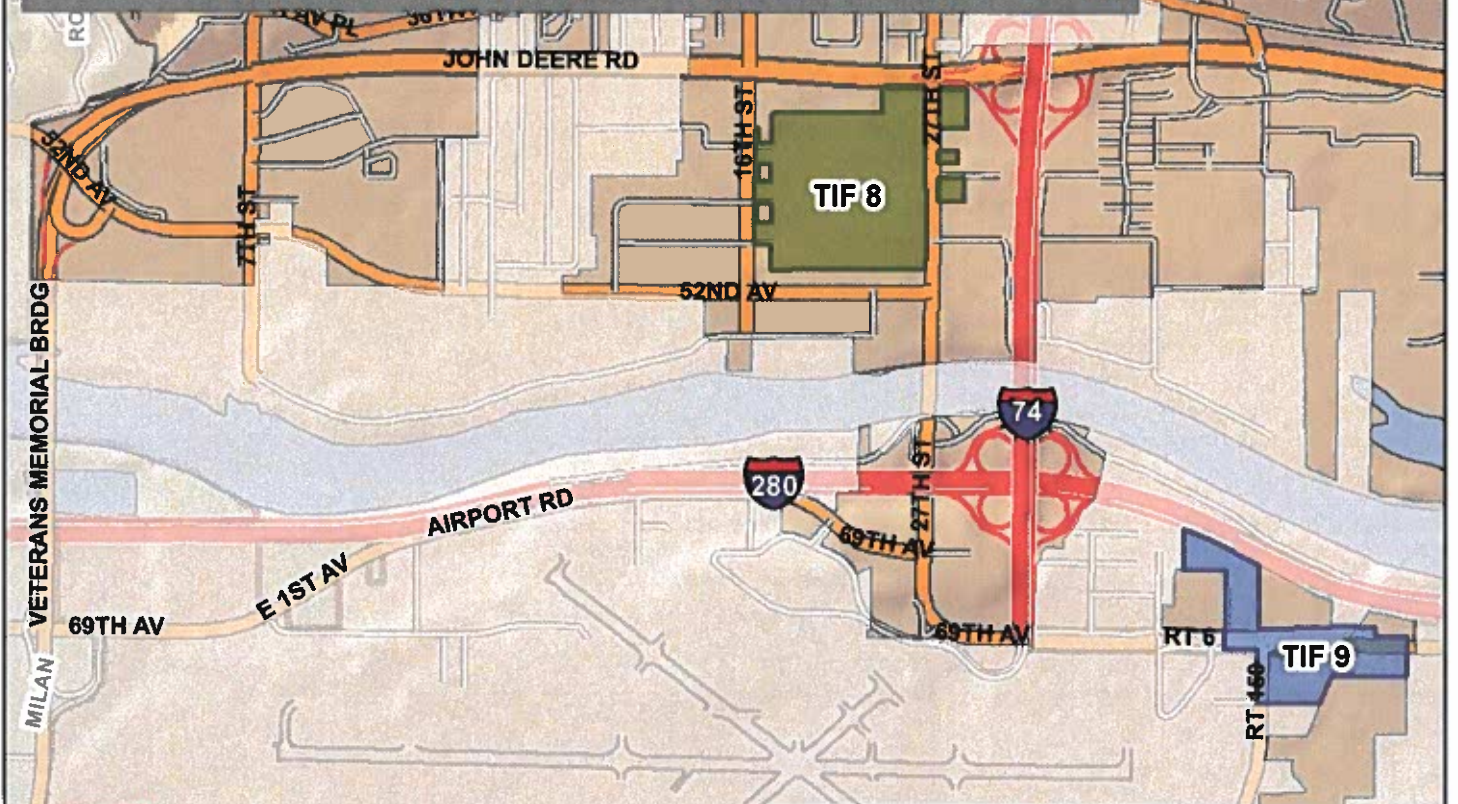 RO
36TH
JOHN DEERE RD
27TH ST
16TH ST
52ND AV
TIF 8
7TH ST
52ND AV
VETERANS MEMORIAL BRDG
74
280
27TH ST
AIRPORT RD
69TH AV
E 1ST AV
69TH AV
69TH AV
RT 6
TIF 9
MILAN
RT 150